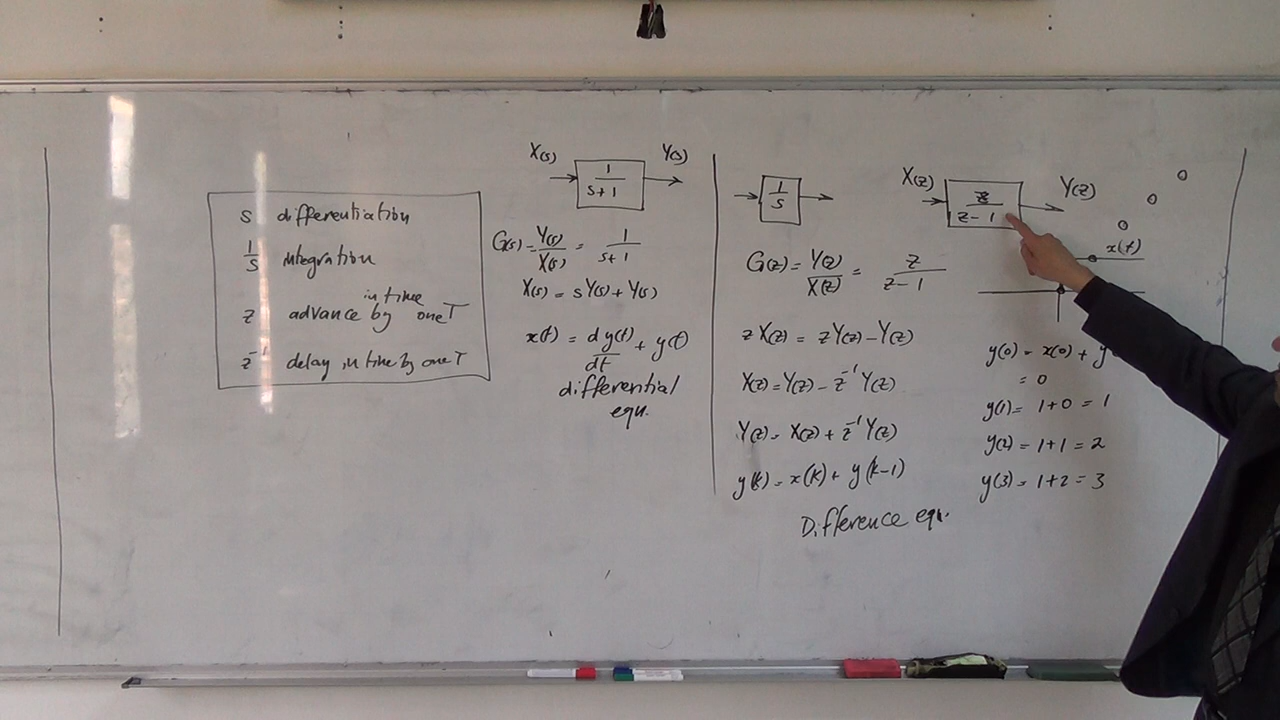 s differentiation
1/s integration
z advance in time by one T
z⁻¹ delay in time by one T
X(s) 1/(s+1) Y(s)
G(s) = Y(s)/X(s) = 1/(s+1)
X(s) = sY(s) + Y(s)
x(t) = dy(t)/dt + y(t)
differential
equ.
1/s
X(z) z/(z-1) Y(z)
G(z) = Y(z)/X(z) = z/(z-1)
zX(z) = zY(z) - Y(z)
X(z) = Y(z) - z⁻¹Y(z)
Y(z) = X(z) + z⁻¹Y(z)
y(k) = x(k) + y(k-1)
Difference equ.
x(t)
y(0) = x(0) + y
= 0
y(1) = 1+0 = 1
y(2) = 1+1 = 2
y(3) = 1+2 = 3